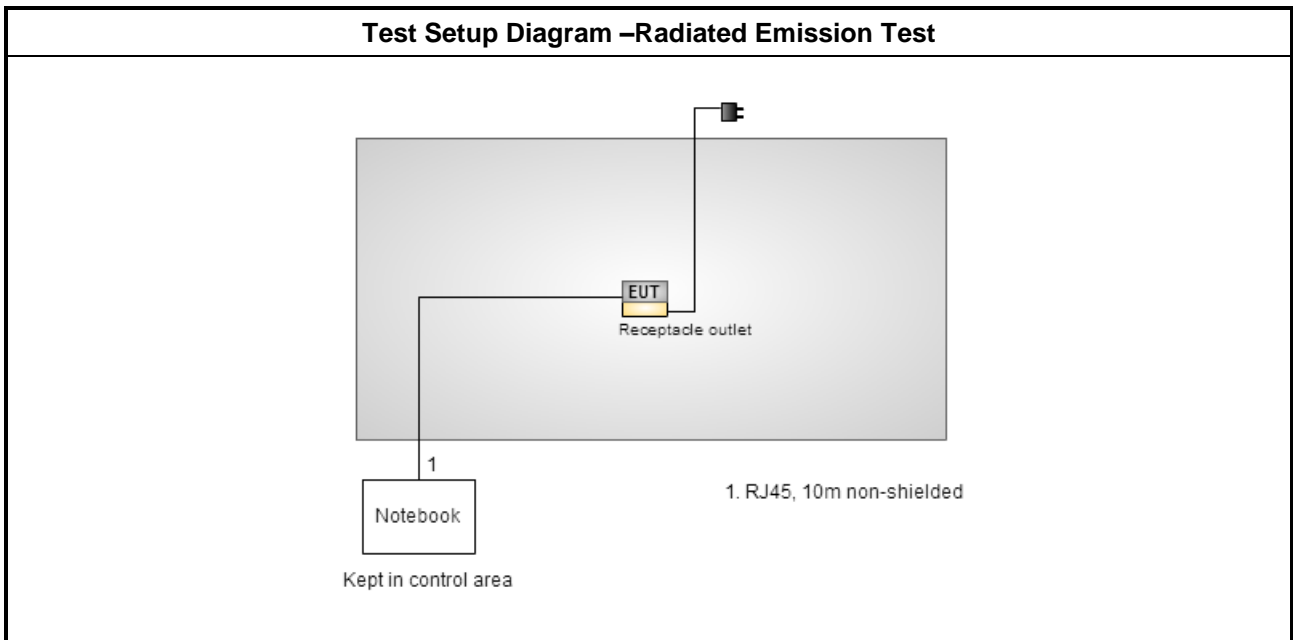 Test Setup Diagram –Radiated Emission Test
EUT
Receptacle outlet
1
Notebook
1. RJ45, 10m non-shielded
Kept in control area